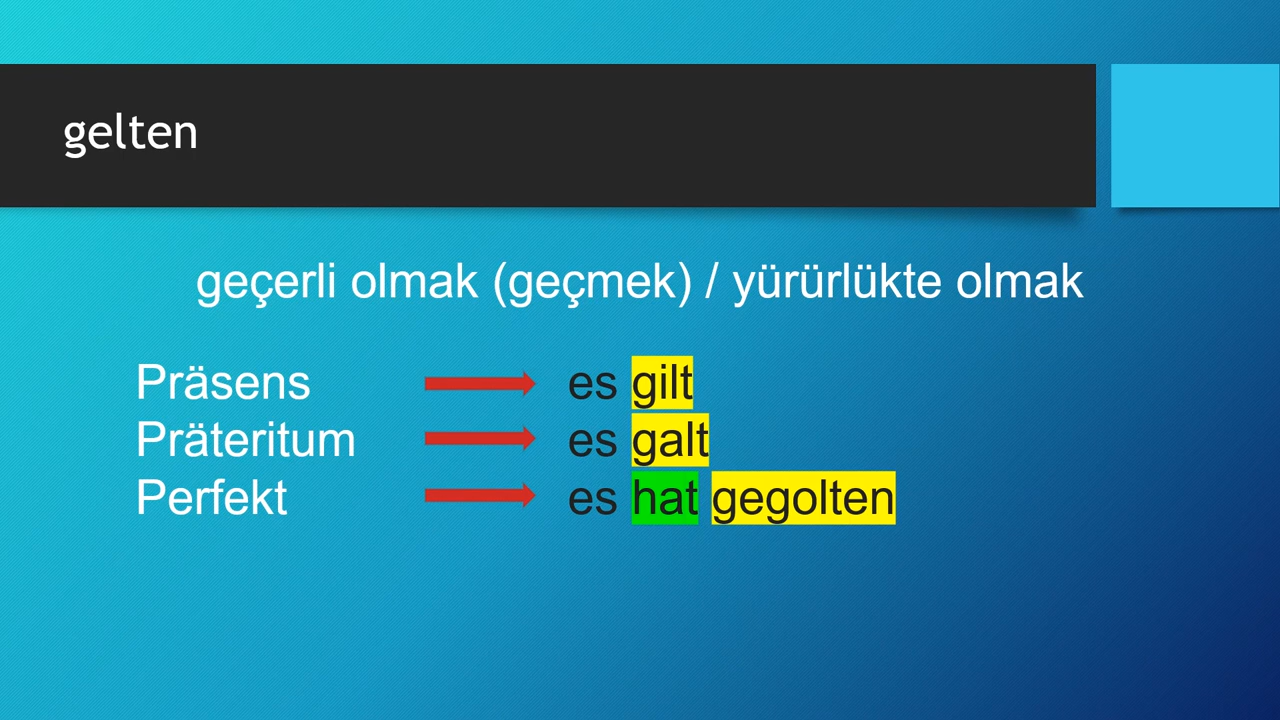 gelten
geçerli olmak (geçmek) / yürürlükte olmak
Präsens es gilt
Präteritum es galt
Perfekt es hat gegolten